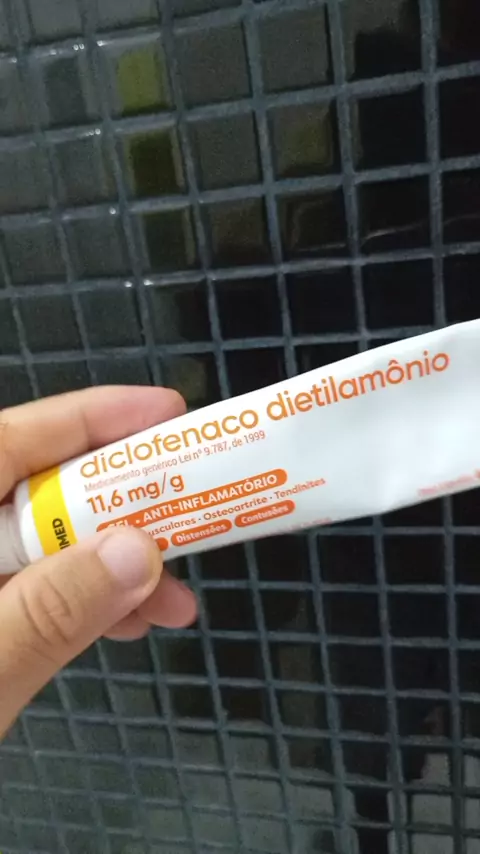 diclofenaco dietilamônio
Medicamento genérico Lei nº 9.787, de 1999
11,6 mg/g
GEL • ANTI-INFLAMATÓRIO
Osteoartrite • Tendinites
Distensões Contusões